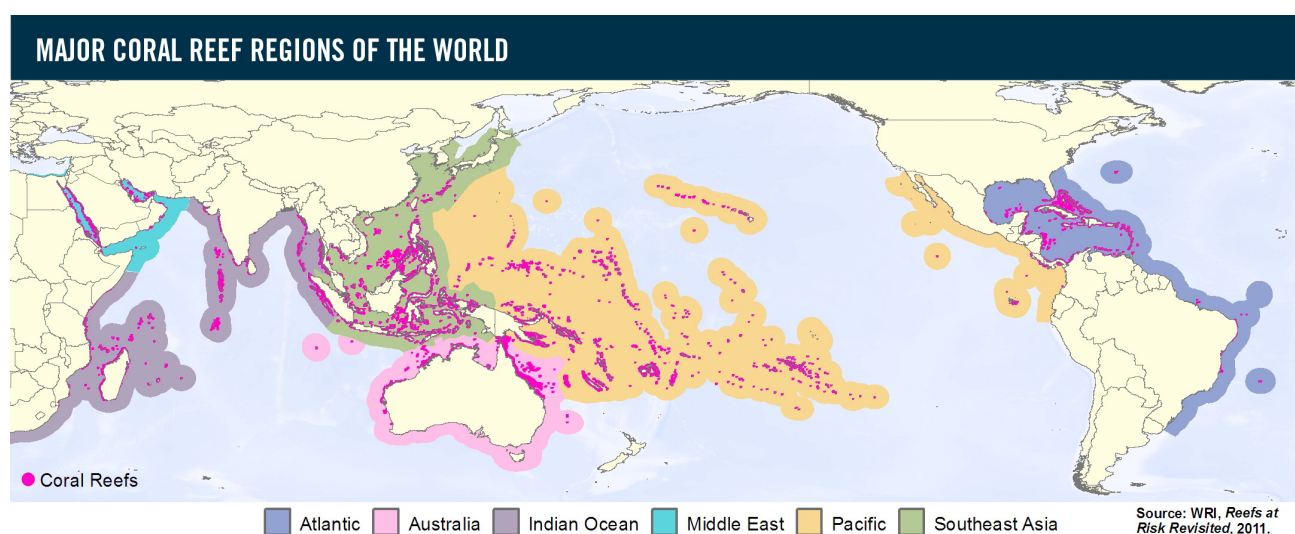 MAJOR CORAL REEF REGIONS OF THE WORLD
Coral Reefs
Atlantic
Australia
Indian Ocean
Middle East
Pacific
Southeast Asia
Source: WRI, Reefs at
Risk Revisited, 2011.